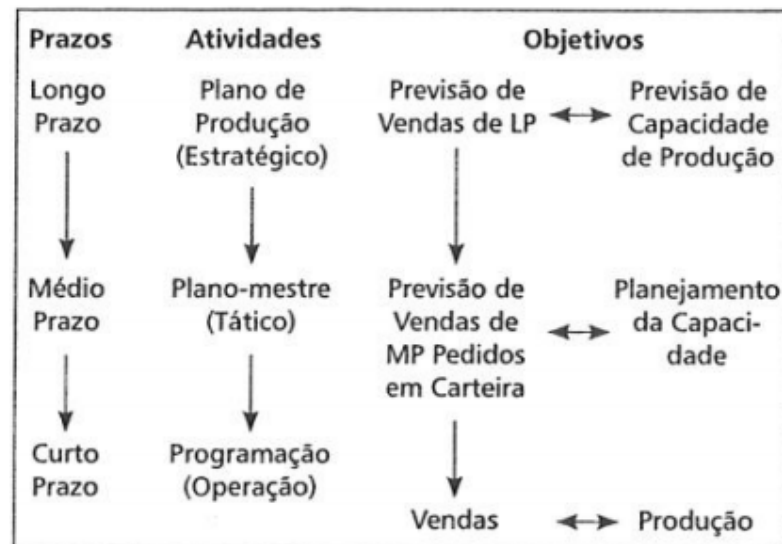 Prazos Atividades Objetivos
Longo Plano de Previsão de Previsão de
Prazo Produção Vendas de LP Capacidade
(Estratégico) de Produção
Médio Plano-mestre Previsão de Planejamento
Prazo (Tático) Vendas de da Capaci-
MP Pedidos dade
em Carteira
Curto Programação
Prazo (Operação)
Vendas Produção